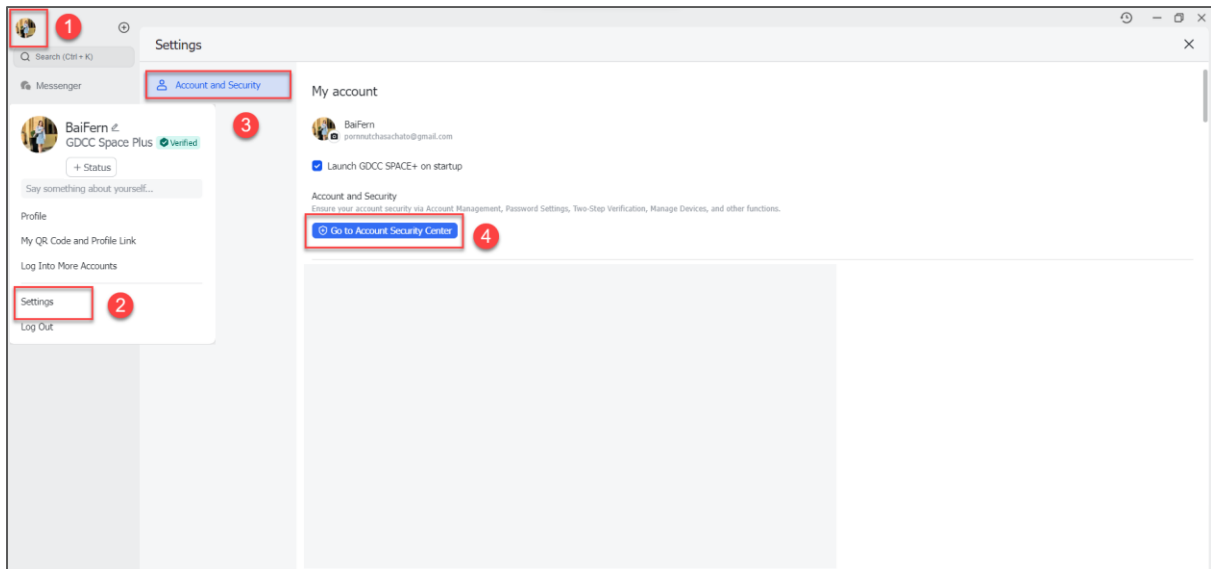 1
Search (Ctrl + K)
Messenger
BaiFern
GDCC Space Plus Verified
+ Status
Say something about yourself...
Profile
My QR Code and Profile Link
Log Into More Accounts
Settings
2
Log Out
Settings
Account and Security
3
My account
BaiFern
pornnutchasachato@gmail.com
Launch GDCC SPACE+ on startup
Account and Security
Ensure your account security via Account Management, Password Settings, Two-Step Verification, Manage Devices, and other functions.
Go to Account Security Center
4